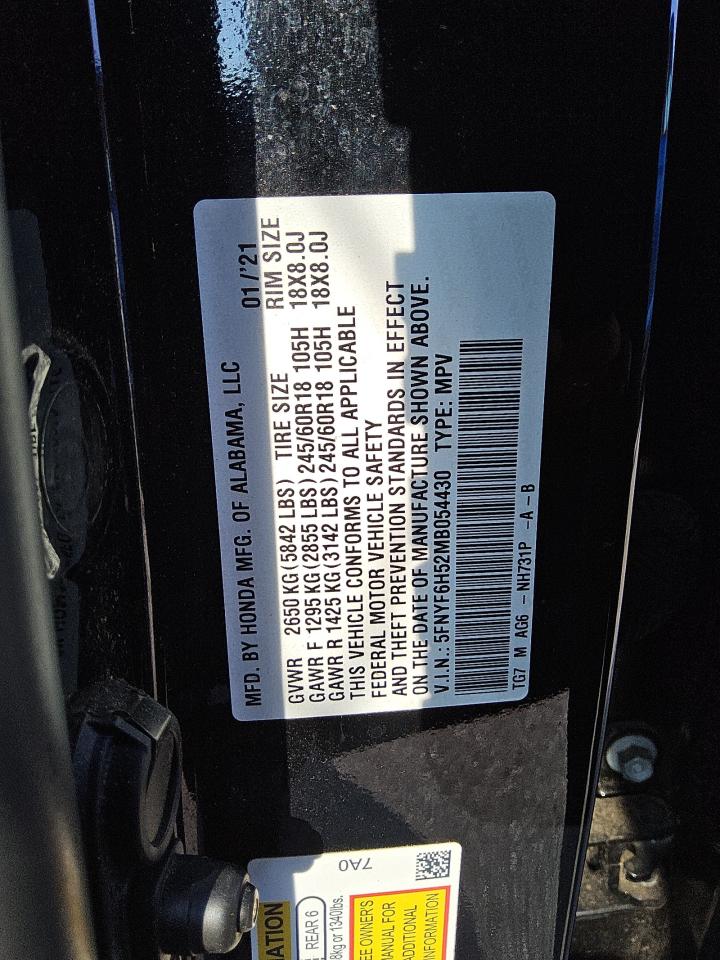 MFD. BY HONDA MFG. OF ALABAMA, LLC 01/'21
GVWR 2650 KG (5842 LBS) TIRE SIZE RIM SIZE
GAWR F 1295 KG (2855 LBS) 245/60R18 105H 18X8.0J
GAWR R 1425 KG (3142 LBS) 245/60R18 105H 18X8.0J
THIS VEHICLE CONFORMS TO ALL APPLICABLE
FEDERAL MOTOR VEHICLE SAFETY
AND THEFT PREVENTION STANDARDS IN EFFECT
ON THE DATE OF MANUFACTURE SHOWN ABOVE.
V.I.N.: 5FNYF6H52MB054430 TYPE: MPV
TG7 M AG6 - NH731P -A - B
REAR 6
or 1340lbs.
7A0
OWNER'S
MANUAL FOR
ADDITIONAL
INFORMATION